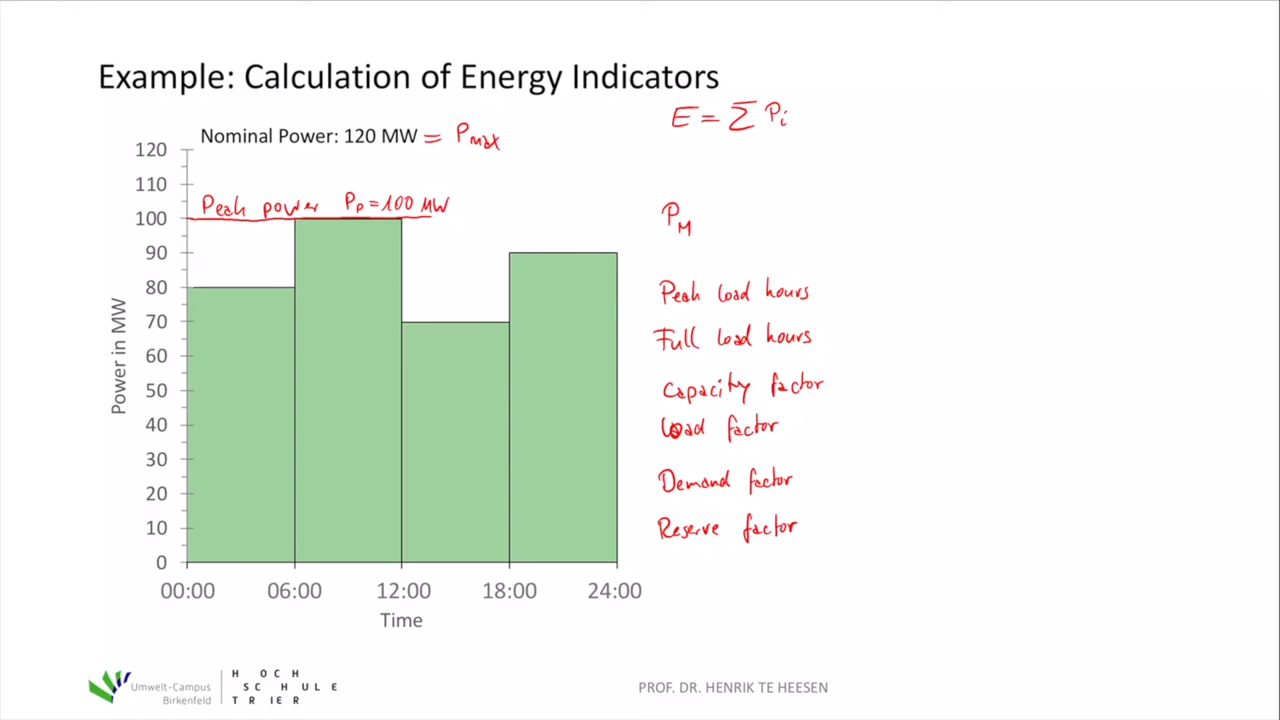 Example: Calculation of Energy Indicators
E = ∑ Pi
Nominal Power: 120 MW = Pmax
120
110
100
90
80
70
60
50
40
30
20
10
0
Peak power Pp = 100 MW
Power in MW
00:00 06:00 12:00 18:00 24:00
Time
PM
Peak load hours
Full load hours
Capacity factor
Load factor
Demand factor
Reserve factor
Umwelt-Campus
Birkenfeld
HOCH
SCHULE
TRIER
PROF. DR. HENRIK TE HEESEN